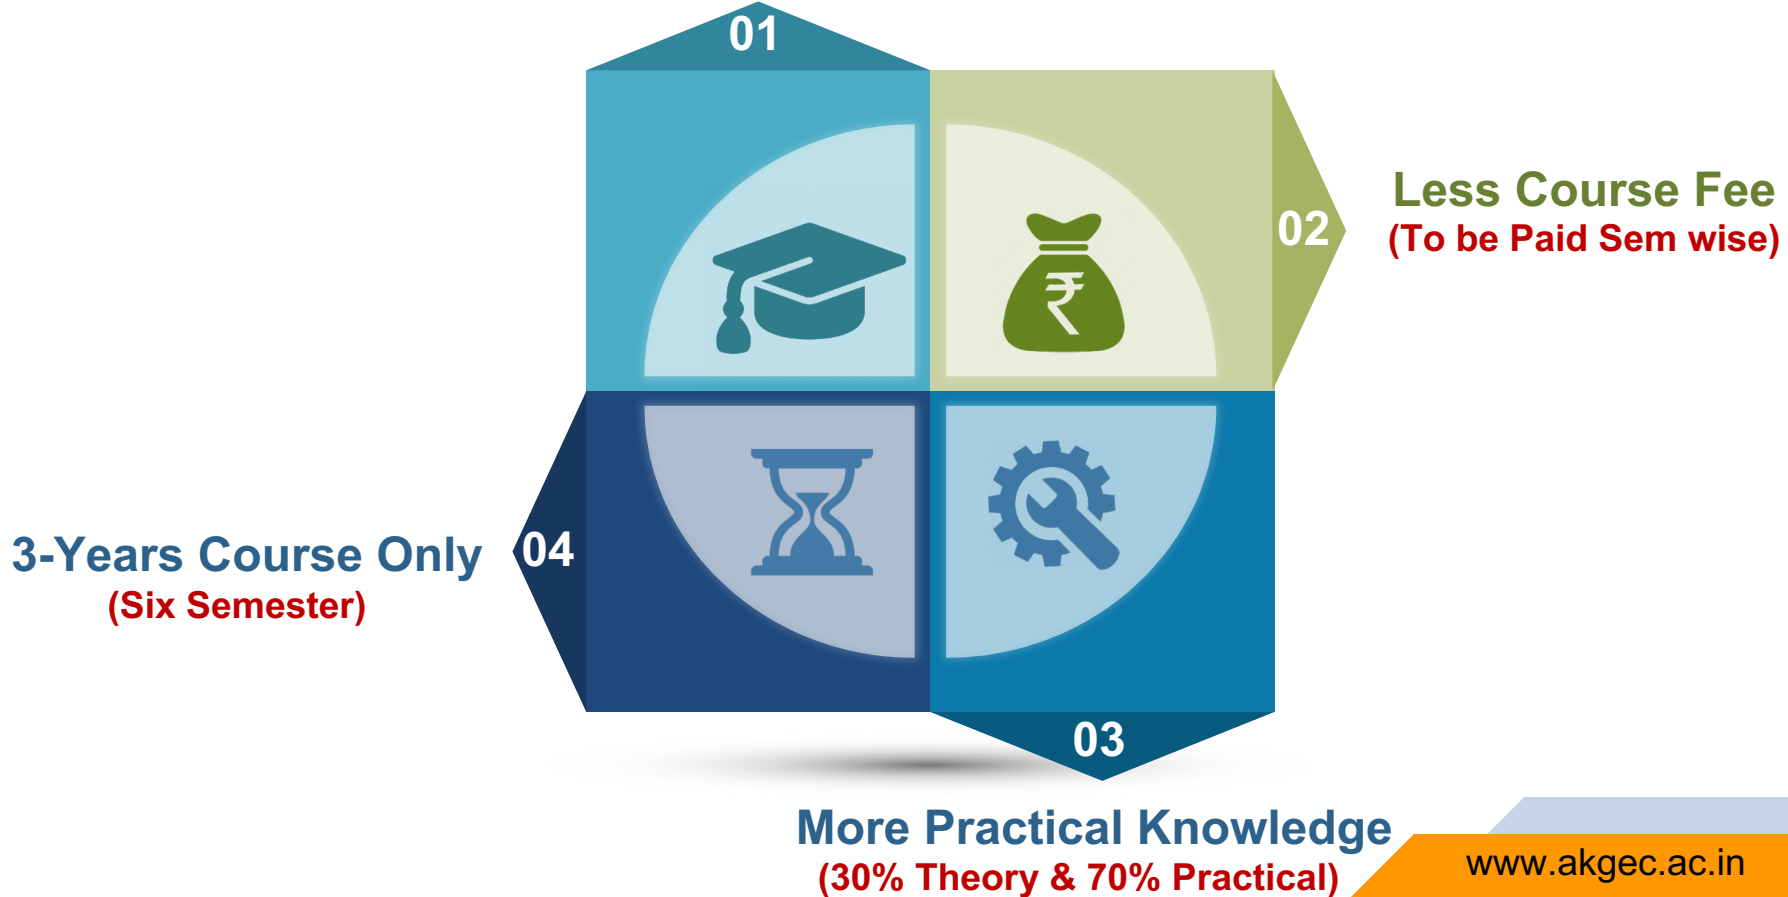 01
02
Less Course Fee
(To be Paid Sem wise)
₹
3-Years Course Only
(Six Semester)
04
03
More Practical Knowledge
(30% Theory & 70% Practical)
www.akgec.ac.in